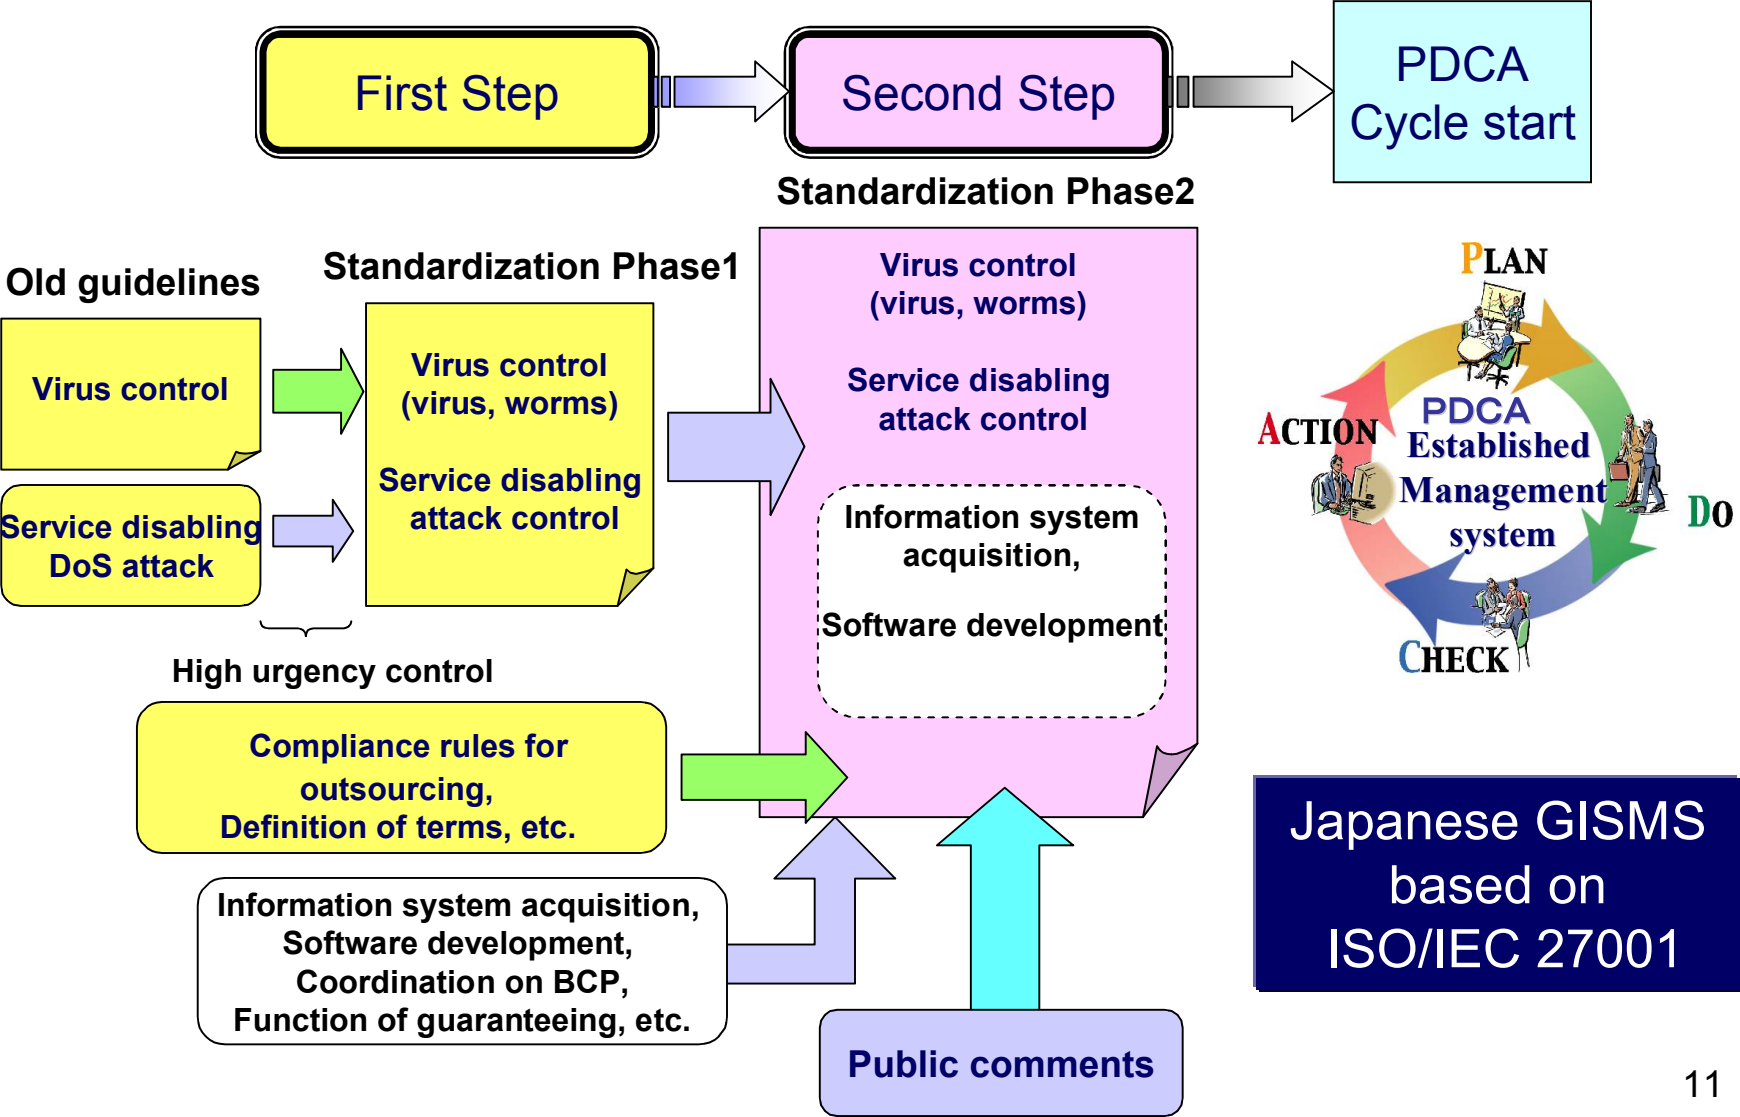 First Step
Second Step
PDCA
Cycle start
Standardization Phase2
Old guidelines
Standardization Phase1
Virus control
Service disabling
DoS attack
Virus control
(virus, worms)
Service disabling
attack control
High urgency control
Virus control
(virus, worms)
Service disabling
attack control
Information system
acquisition,
Software development
Compliance rules for
outsourcing,
Definition of terms, etc.
Information system acquisition,
Software development,
Coordination on BCP,
Function of guaranteeing, etc.
Public comments
PLAN
ACTION
PDCA
Established
Management
system
DO
CHECK
Japanese GISMS
based on
ISO/IEC 27001
11